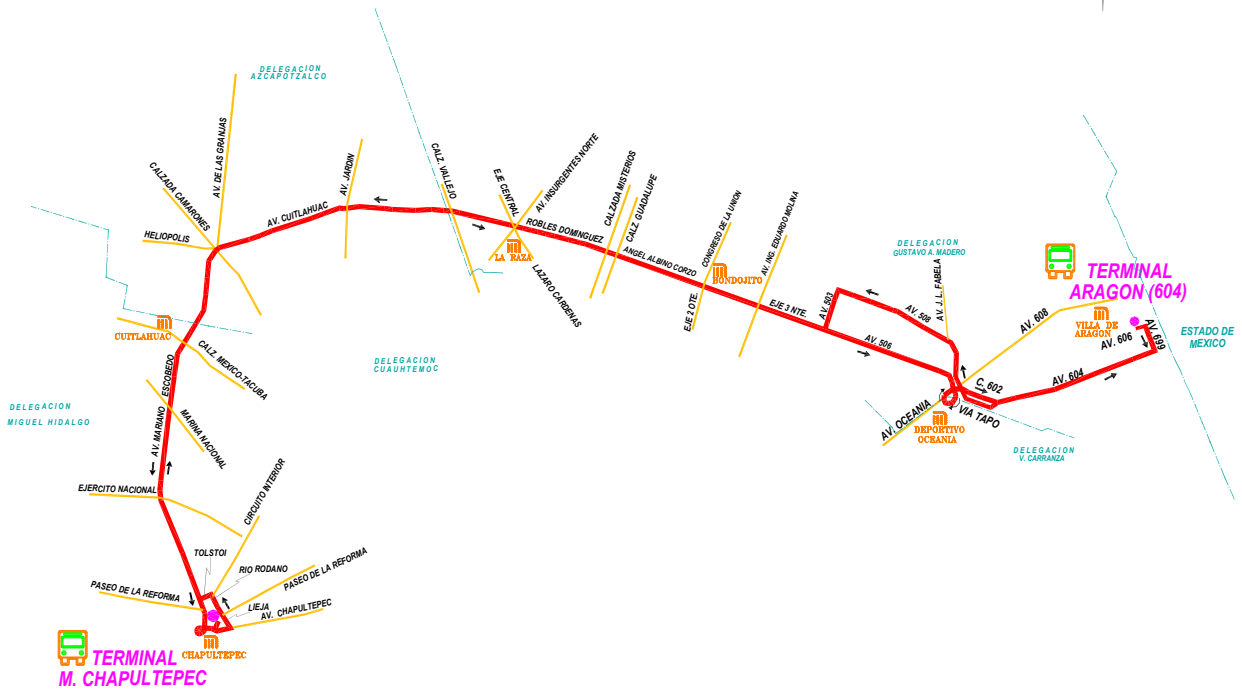 DELEGACION
AZCAPOTZALCO
AV. DE LAS GRANJAS
CALZADA CAMARONES
HELIOPOLIS
AV. CUITLAHUAC
AV. JARDIN
CALZ. VALLEJO
EJE CENTRAL
AV. INSURGENTES NORTE
ROBLES DOMINGUEZ
LA RAZA
LAZARO CARDENAS
CALZADA MISTERIOS
CALZ. GUADALUPE
ANGEL ALBINO CORZO
CONGRESO DE LA UNION
BONDOJITO
EJE 2 OTE.
AV. ING. EDUARDO MOLINA
EJE 3 NTE.
AV. 503
AV. 508
AV. 506
DELEGACION
GUSTAVO A. MADERO
AV. J.L. FABELA
AV. 608
TERMINAL
ARAGON (604)
VILLA DE
ARAGON
AV. 606
AV. 699
ESTADO DE
MEXICO
AV. 604
C. 602
VIA TAPO
AV. OCEANIA
DEPORTIVO
OCEANIA
DELEGACION
V. CARRANZA
CUITLAHUAC
CALZ. MEXICO-TACUBA
DELEGACION
CUAUHTEMOC
AV. MARIANO ESCOBEDO
MARINA NACIONAL
DELEGACION
MIGUEL HIDALGO
EJERCITO NACIONAL
CIRCUITO INTERIOR
TOLSTOI
RIO RODANO
PASEO DE LA REFORMA
PASEO DE LA REFORMA
LIEJA
AV. CHAPULTEPEC
CHAPULTEPEC
TERMINAL
M. CHAPULTEPEC